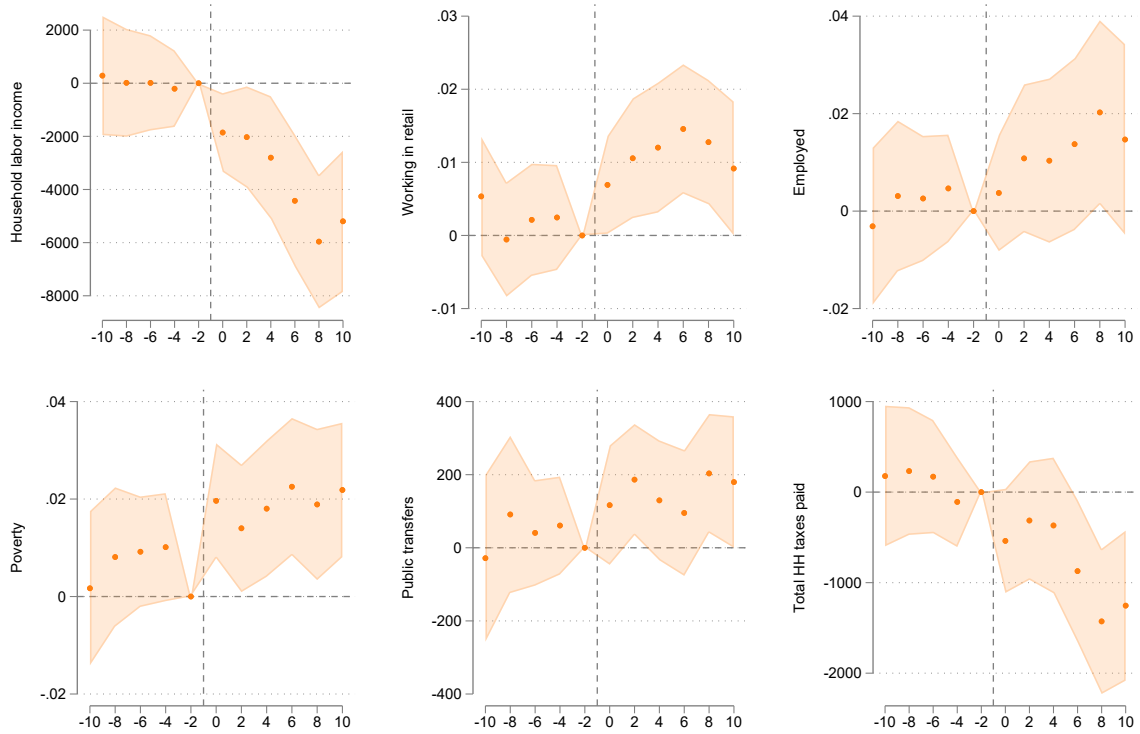 Household labor income
2000
0
-2000
-4000
-6000
-8000
-10 -8 -6 -4 -2 0 2 4 6 8 10
Working in retail
.03
.02
.01
0
-.01
-10 -8 -6 -4 -2 0 2 4 6 8 10
Employed
.04
.02
0
-.02
-10 -8 -6 -4 -2 0 2 4 6 8 10
Poverty
.04
.02
0
-.02
-10 -8 -6 -4 -2 0 2 4 6 8 10
Public transfers
400
200
0
-200
-400
-10 -8 -6 -4 -2 0 2 4 6 8 10
Total HH taxes paid
1000
0
-1000
-2000
-10 -8 -6 -4 -2 0 2 4 6 8 10